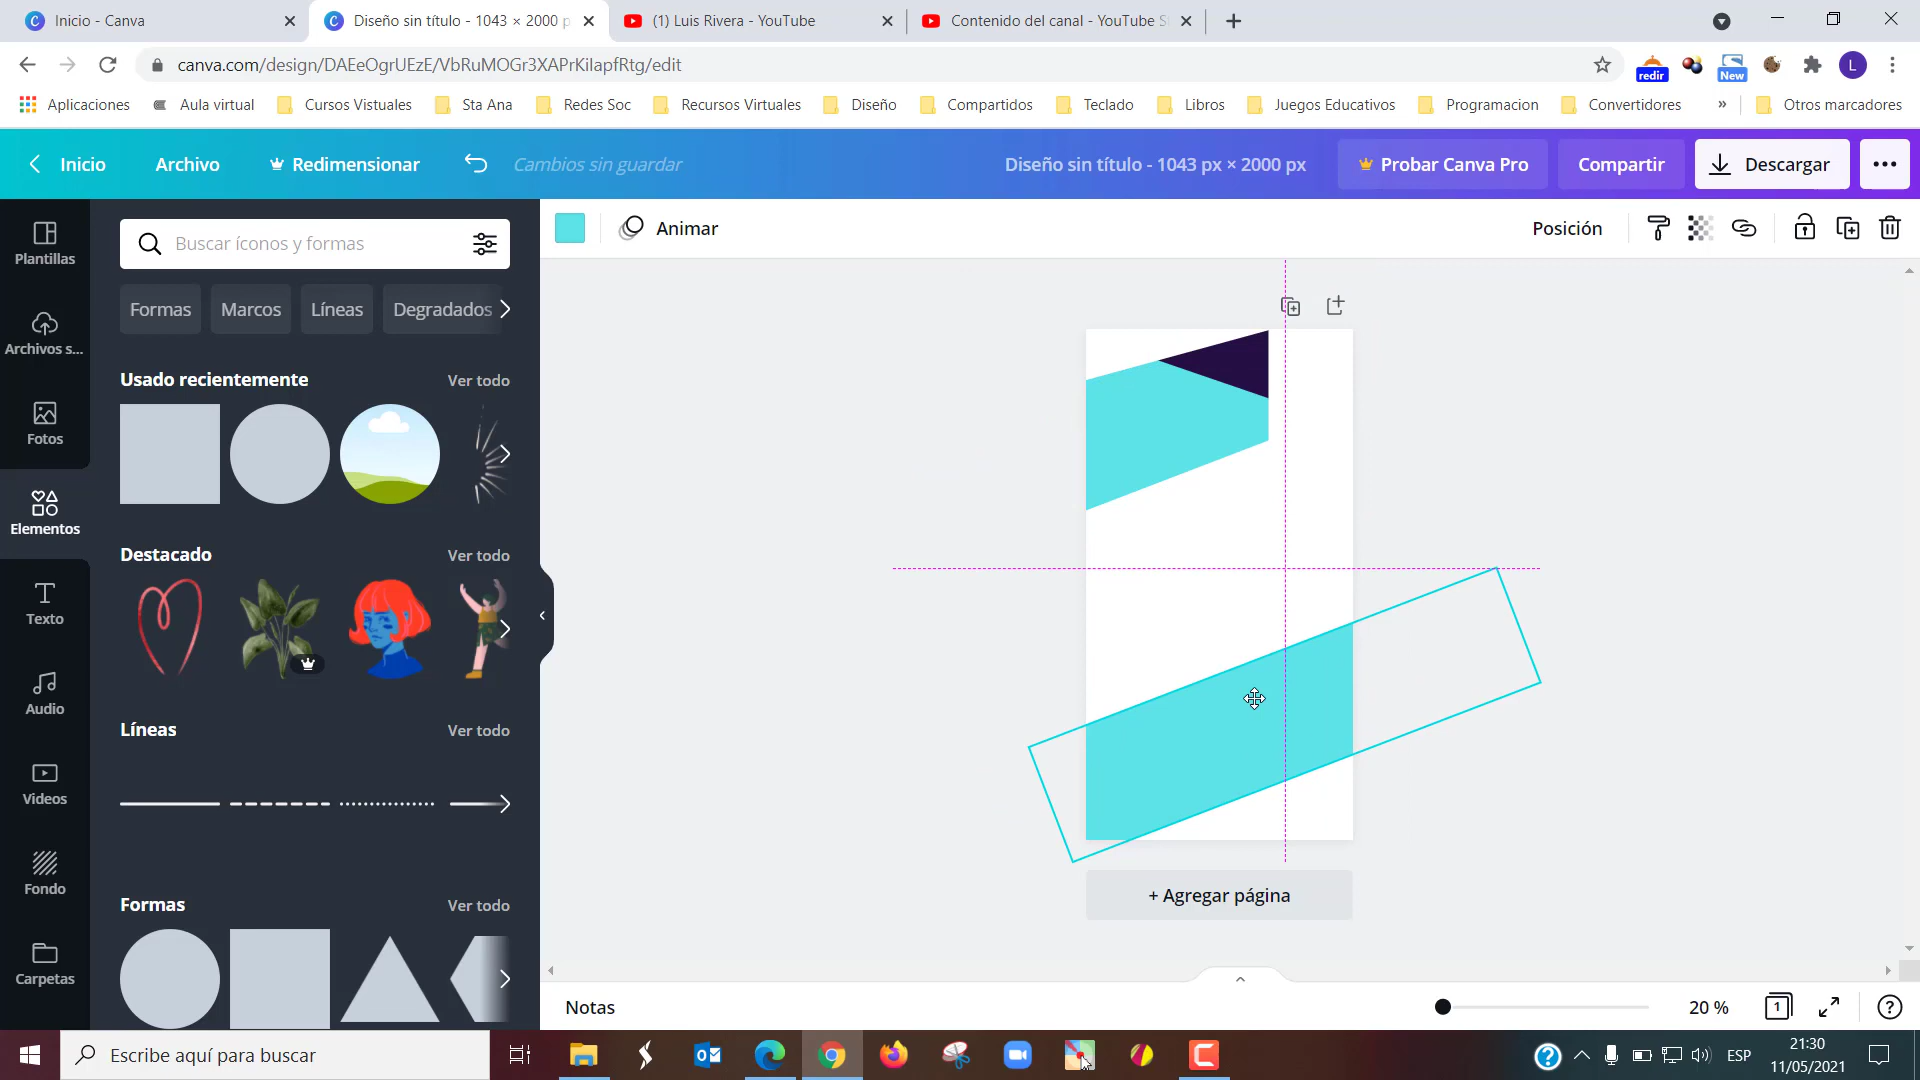 Inicio - Canva
Diseño sin título - 1043 × 2000 p
(1) Luis Rivera - YouTube
Contenido del canal - YouTube S
canva.com/design/DAEeOgrUEzE/VbRuMOGr3XAPrKiIapfRtg/edit
redir
New
L
Aplicaciones
Aula virtual
Cursos Vistuales
Sta Ana
Redes Soc
Recursos Virtuales
Diseño
Compartidos
Teclado
Libros
Juegos Educativos
Programacion
Convertidores
»
Otros marcadores
Inicio
Archivo
Redimensionar
Cambios sin guardar
Diseño sin título - 1043 px × 2000 px
Probar Canva Pro
Compartir
Descargar
Plantillas
Archivos s...
Fotos
Elementos
Texto
Audio
Videos
Fondo
Carpetas
Buscar íconos y formas
Formas
Marcos
Líneas
Degradados
Usado recientemente
Ver todo
Destacado
Ver todo
Líneas
Ver todo
Formas
Ver todo
Animar
Posición
+ Agregar página
Notas
20 %
1
Escribe aquí para buscar
ESP
21:30
11/05/2021